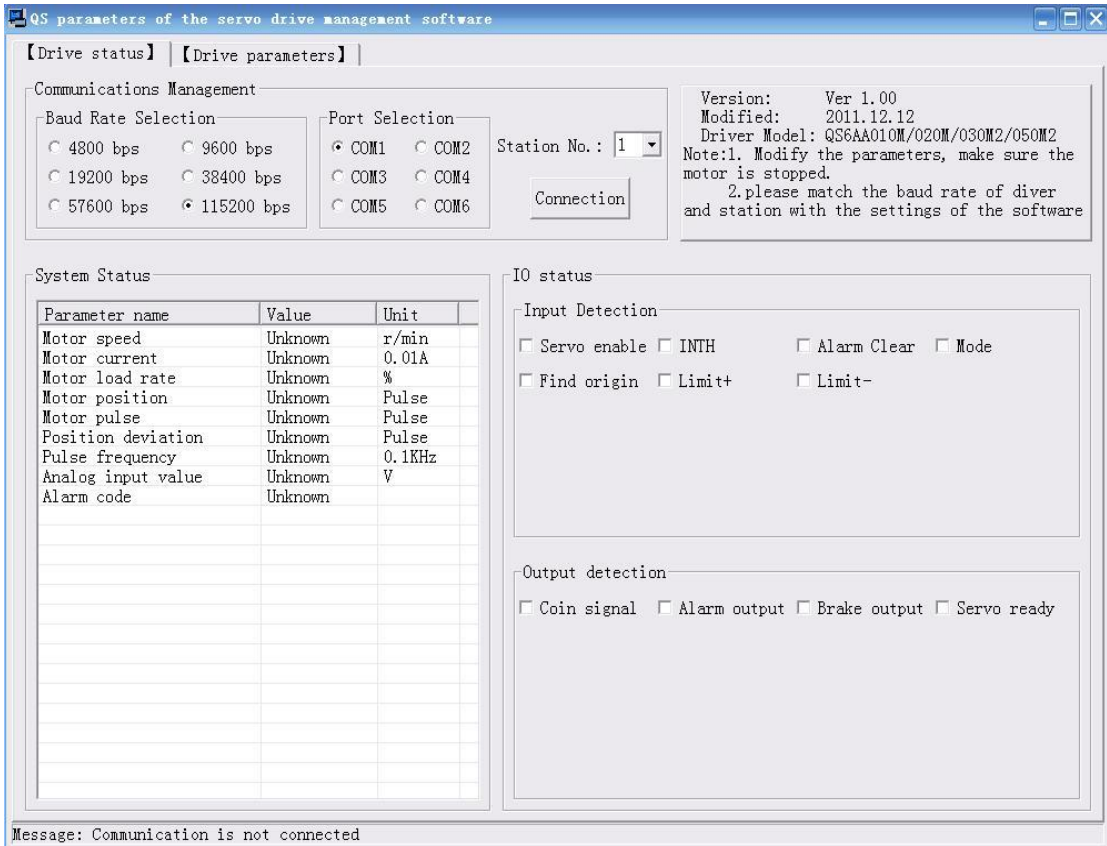 QS parameters of the servo drive management software
【Drive status】 【Drive parameters】
Communications Management
Baud Rate Selection
4800 bps 9600 bps
19200 bps 38400 bps
57600 bps 115200 bps
Port Selection
COM1 COM2
COM3 COM4
COM5 COM6
Station No.: 1
Connection
Version: Ver 1.00
Modified: 2011.12.12
Driver Model: QS6AA010M/020M/030M2/050M2
Note:1. Modify the parameters, make sure the
motor is stopped.
2.please match the baud rate of diver
and station with the settings of the software
System Status
Parameter name Value Unit
Motor speed Unknown r/min
Motor current Unknown 0.01A
Motor load rate Unknown %
Motor position Unknown Pulse
Motor pulse Unknown Pulse
Position deviation Unknown Pulse
Pulse frequency Unknown 0.1KHz
Analog input value Unknown V
Alarm code Unknown
IO status
Input Detection
Servo enable INTH Alarm Clear Mode
Find origin Limit+ Limit-
Output detection
Coin signal Alarm output Brake output Servo ready
Message: Communication is not connected